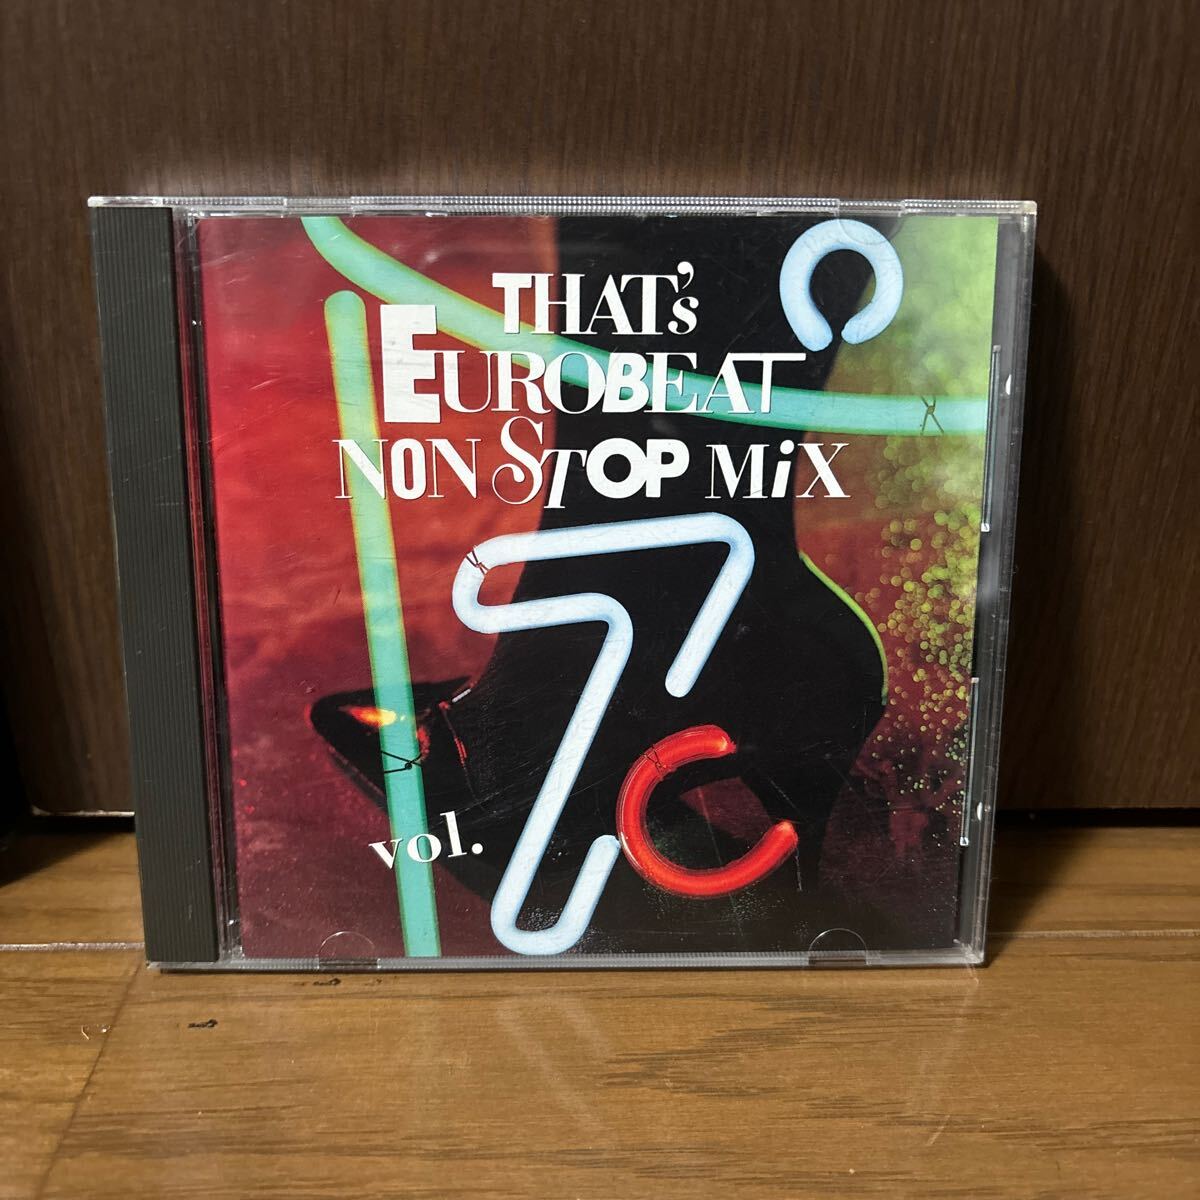 THAT's
EUROBEAT
NON STOP MiX
vol.
7